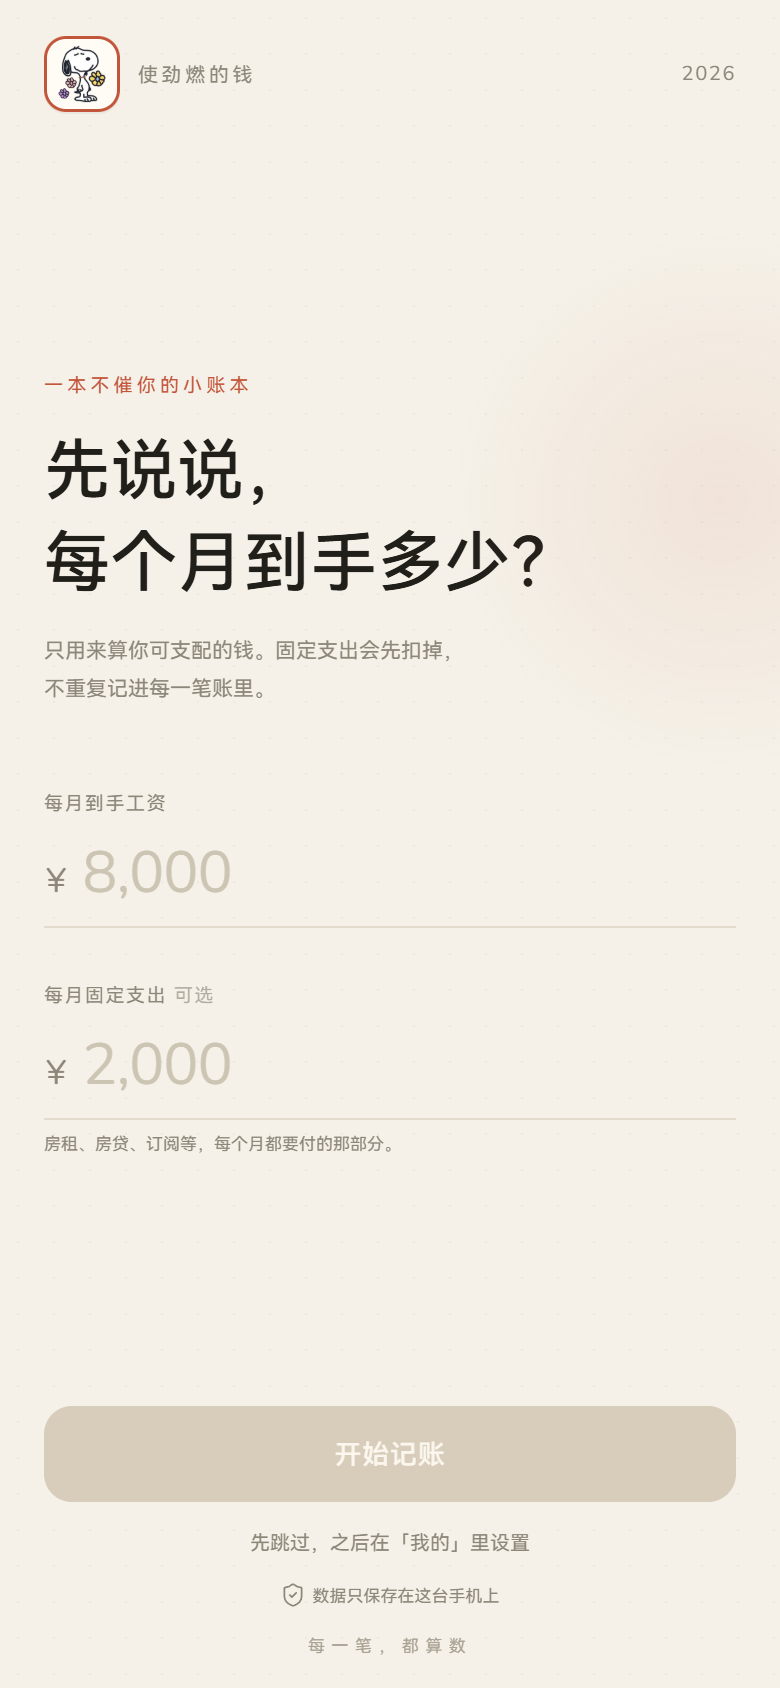 使劲燃的钱
2026
一本不催你的小账本
先说说，
每个月到手多少？
只用来算你可支配的钱。固定支出会先扣掉，
不重复记进每一笔账里。
每月到手工资
¥ 8,000
每月固定支出 可选
¥ 2,000
房租、房贷、订阅等，每个月都要付的那部分。
开始记账
先跳过，之后在「我的」里设置
数据只保存在这台手机上
每一笔，都算数